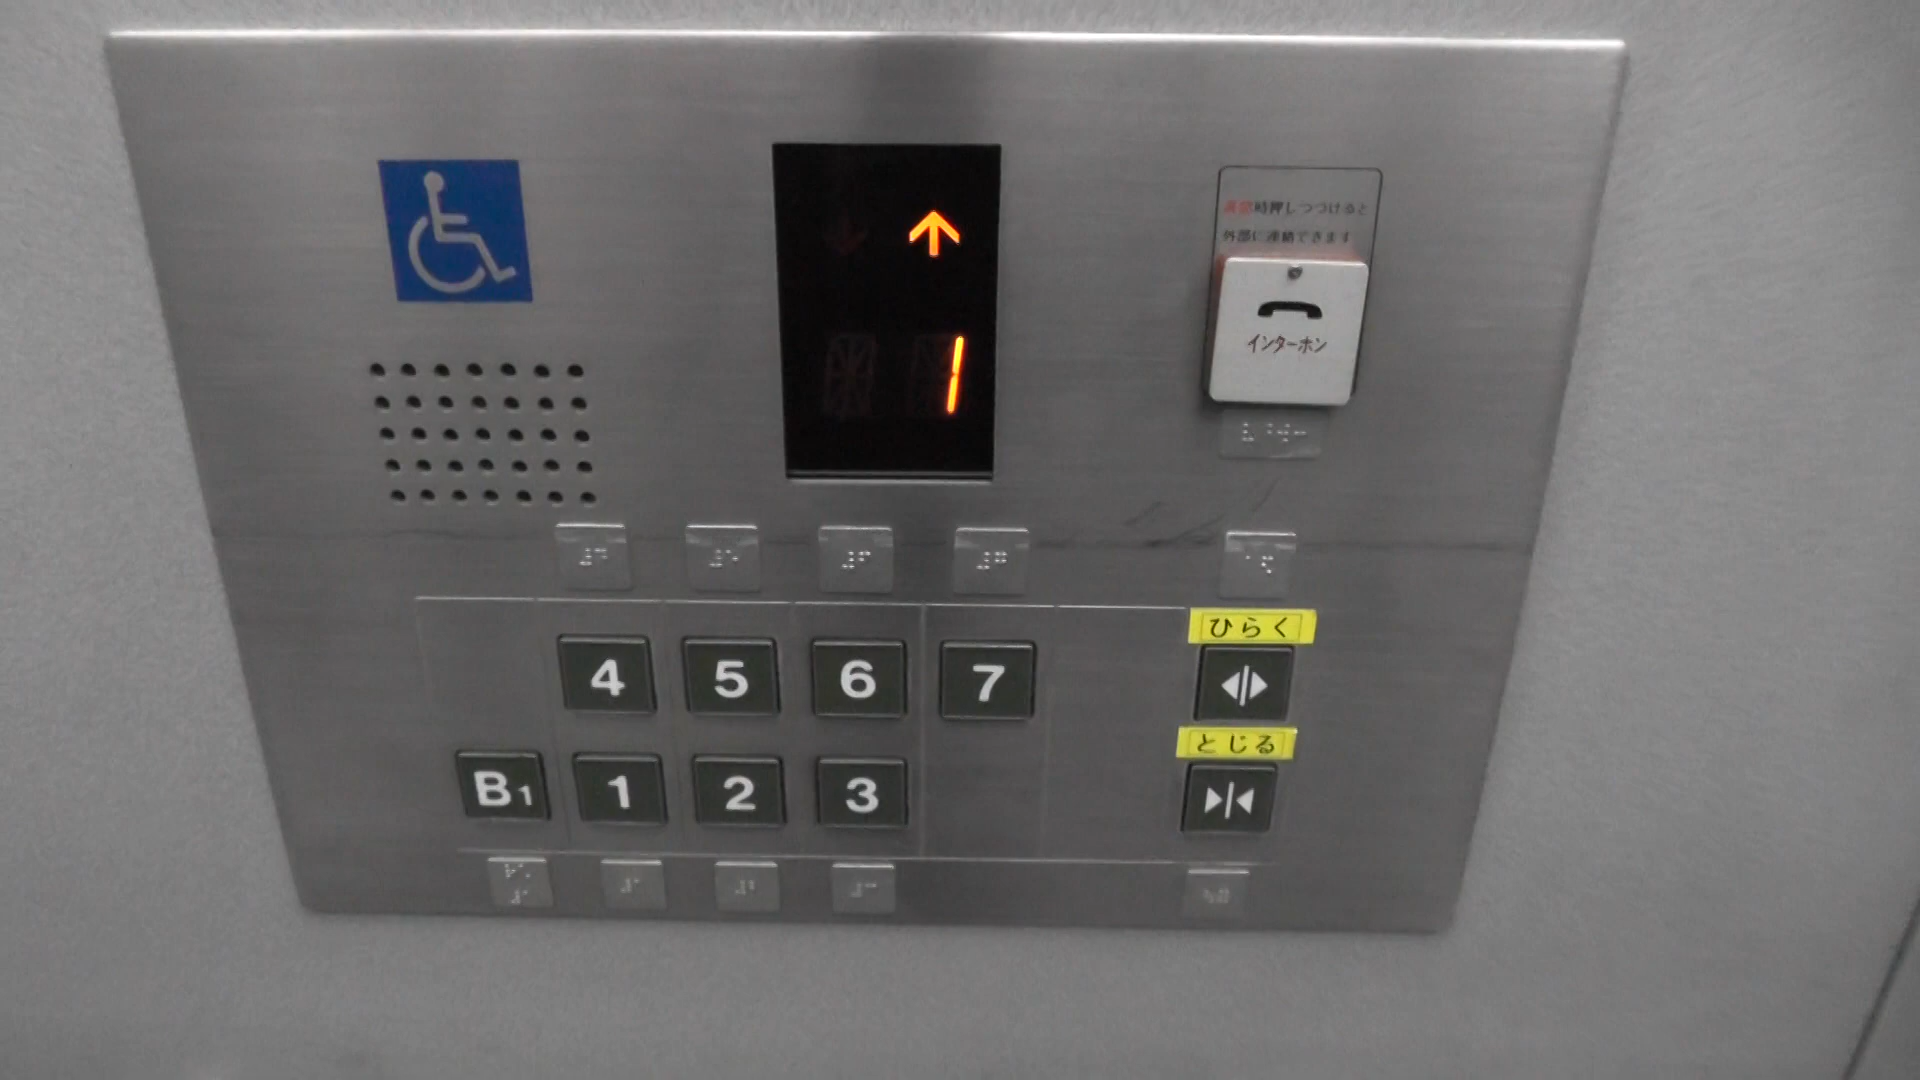 1
非常時押しつづけると
外部に連絡できます
インターホン
4 5 6 7
ひらく
B1 1 2 3
とじる